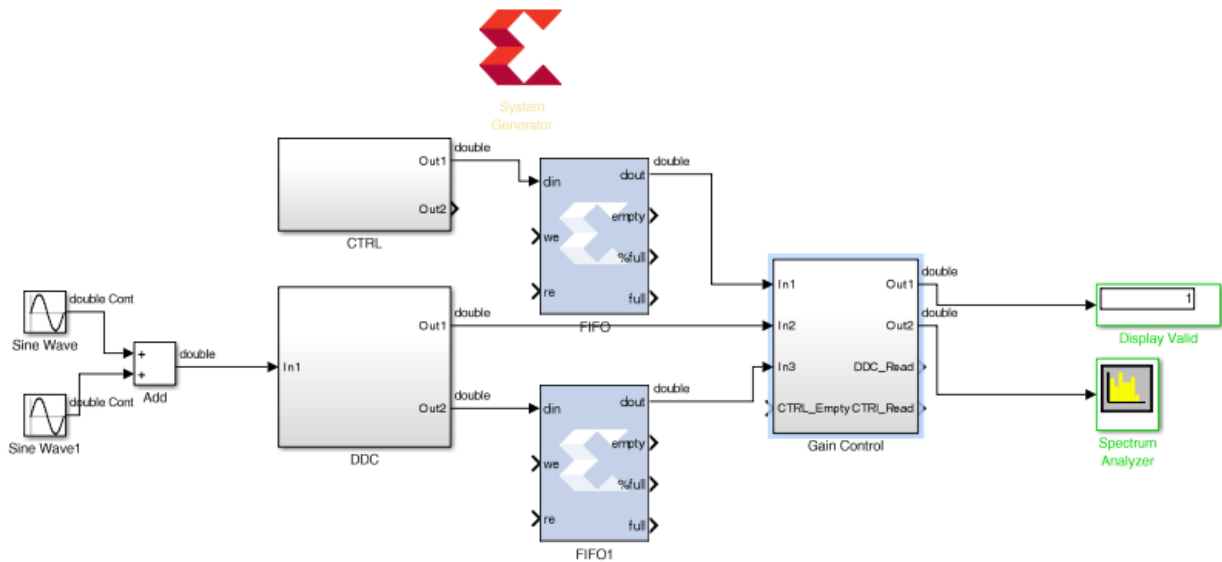 System
Generator
double
Out1
Out2
CTRL
double
din
dout
we
empty
%full
re
full
FIFO
double Cont
Sine Wave
double Cont
Sine Wave1
+
+
Add
double
In1
Out1
Out2
DDC
double
double
din
dout
we
empty
%full
re
full
FIFO1
double
In1
In2
In3
CTRL_Empty
Out1
Out2
DDC_Read
CTRl_Read
Gain Control
double
double
1
Display Valid
Spectrum
Analyzer